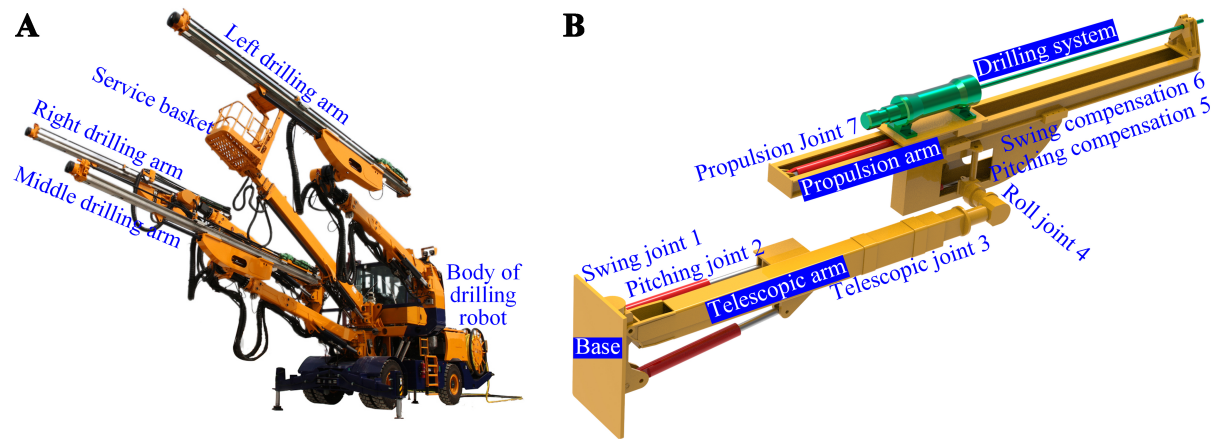 A
Left drilling arm
Service basket
Right drilling arm
Middle drilling arm
Body of
drilling
robot
B
Drilling system
Swing compensation 6
Pitching compensation 5
Propulsion Joint 7
Propulsion arm
Roll joint 4
Swing joint 1
Pitching joint 2
Telescopic arm
Telescopic joint 3
Base